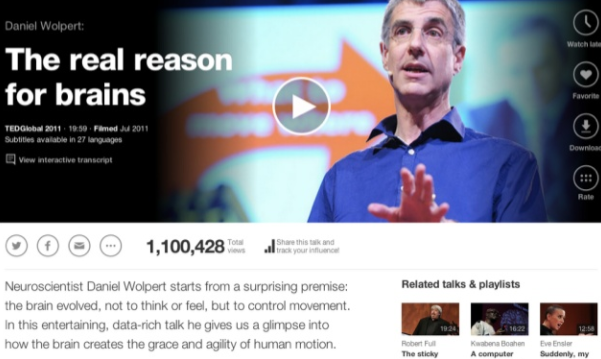 Daniel Wolpert:
The real reason
for brains
TEDGlobal 2011 · 19:59 · Filmed Jul 2011
Subtitles available in 27 languages
View interactive transcript
Watch late
Favorite
Download
Rate
1,100,428 Total views
Share this talk and
track your influence!
Neuroscientist Daniel Wolpert starts from a surprising premise:
the brain evolved, not to think or feel, but to control movement.
In this entertaining, data-rich talk he gives us a glimpse into
how the brain creates the grace and agility of human motion.
Related talks & playlists
19:24
16:22
12:58
Robert Full
The sticky
Kwabena Boahen
A computer
Eve Ensler
Suddenly, my